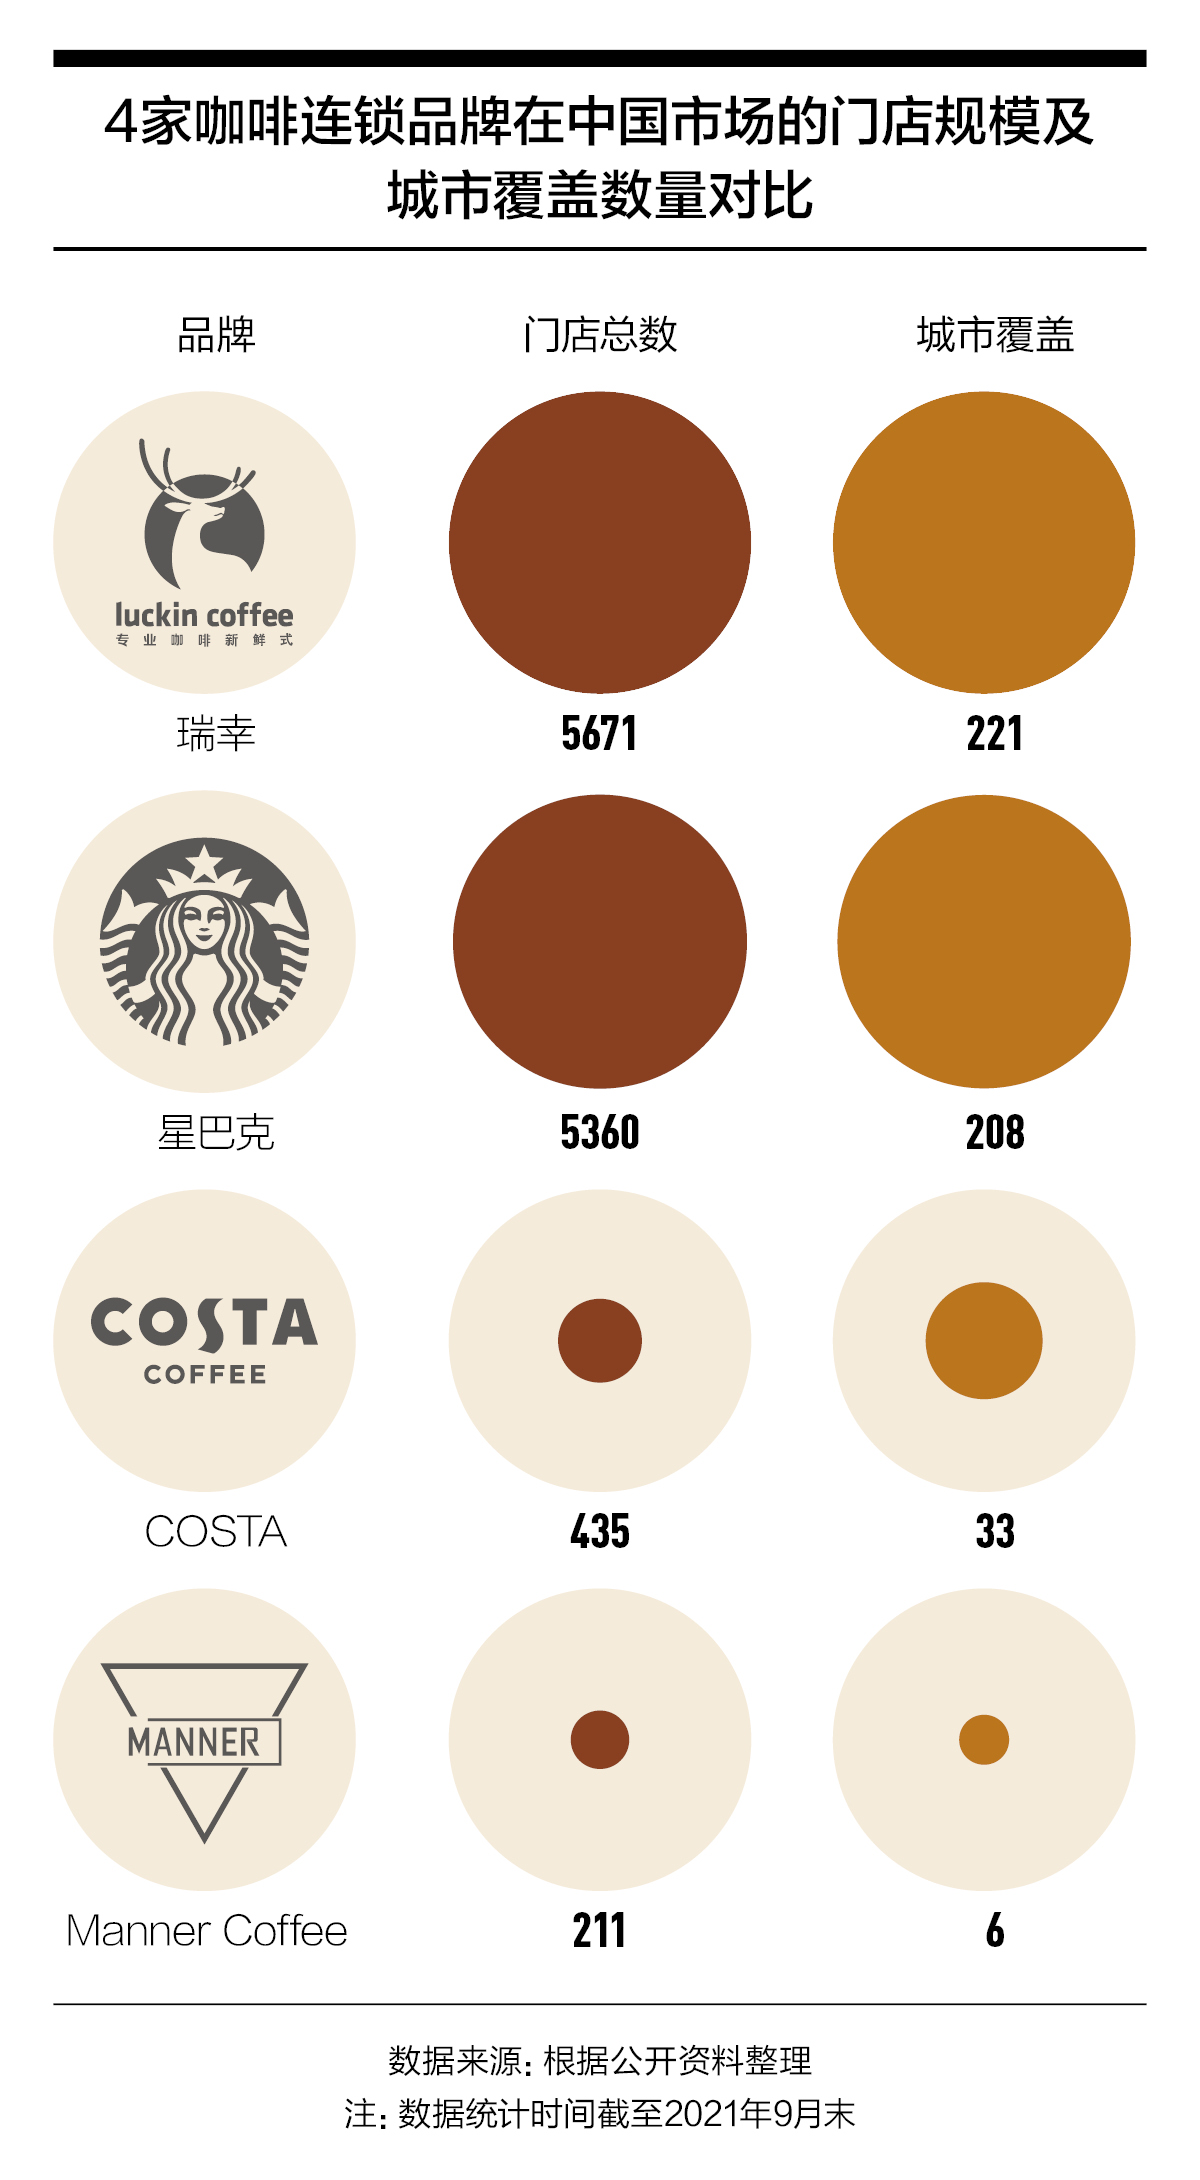 4家咖啡连锁品牌在中国市场的门店规模及
城市覆盖数量对比
品牌 门店总数 城市覆盖
luckin coffee
专业咖啡新鲜式
瑞幸 5671 221
星巴克 5360 208
COSTA
COFFEE
COSTA 435 33
MANNER
Manner Coffee 211 6
数据来源：根据公开资料整理
注：数据统计时间截至2021年9月末